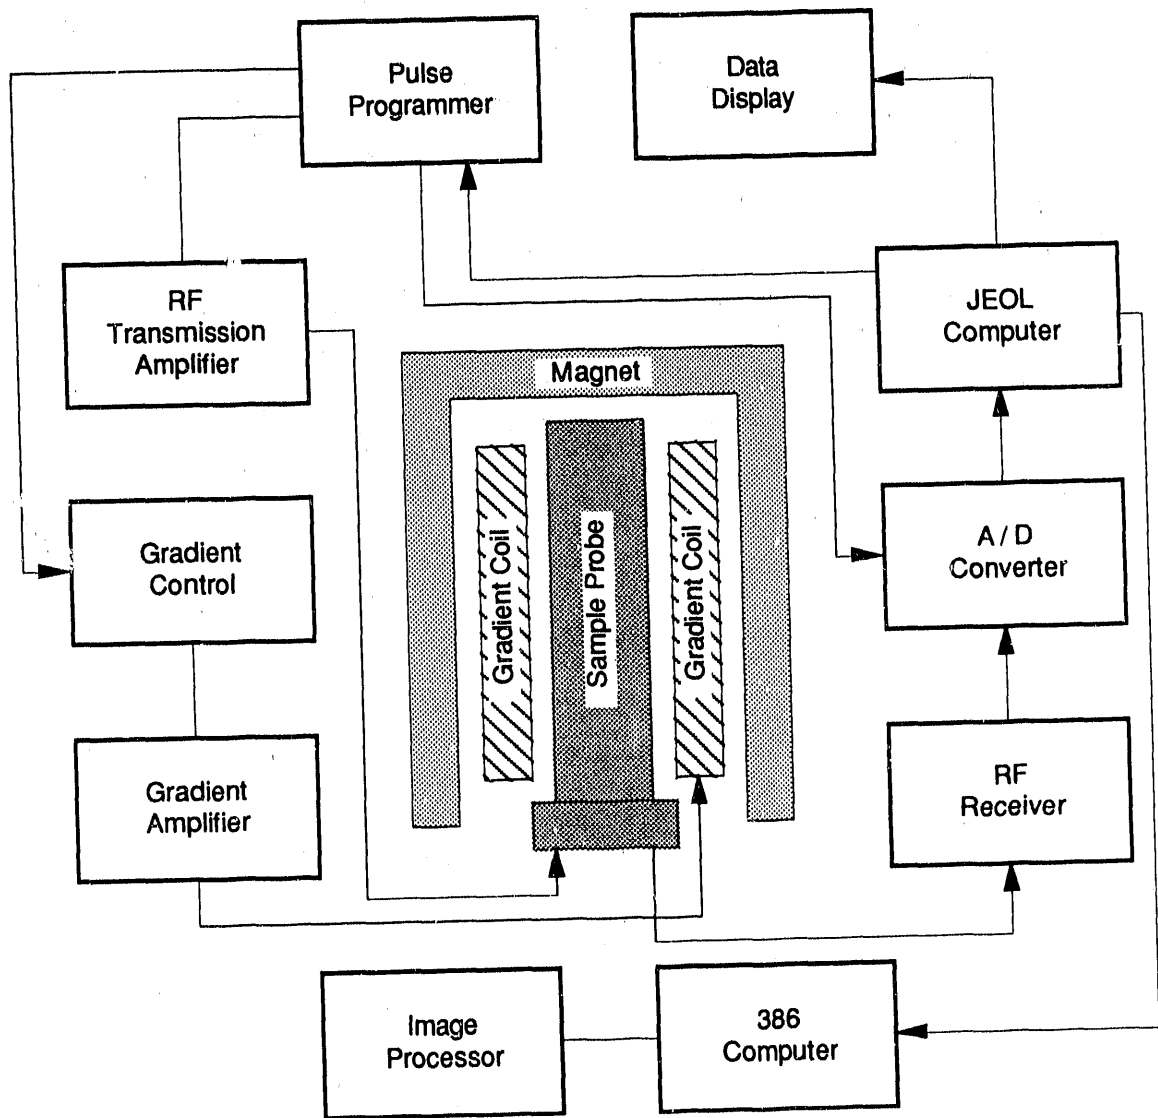 Pulse
Programmer
Data
Display
RF
Transmission
Amplifier
JEOL
Computer
Magnet
Gradient Coil
Sample Probe
Gradient Coil
Gradient
Control
A / D
Converter
Gradient
Amplifier
RF
Receiver
Image
Processor
386
Computer